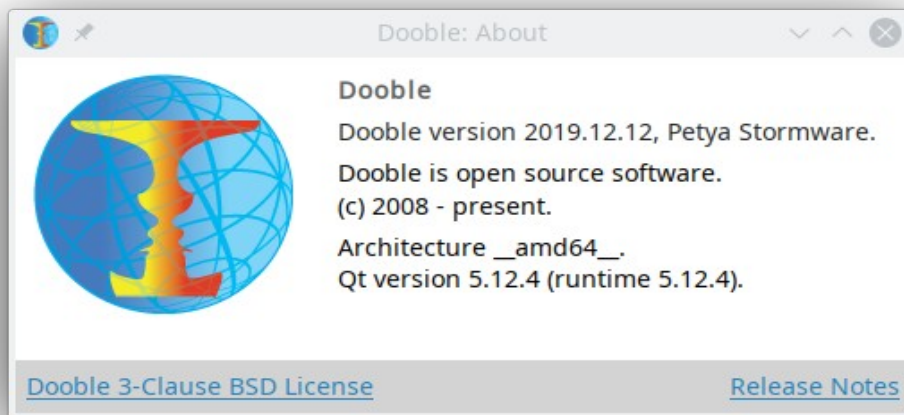 Dooble: About
Dooble
Dooble version 2019.12.12, Petya Stormware.
Dooble is open source software.
(c) 2008 - present.
Architecture __amd64__.
Qt version 5.12.4 (runtime 5.12.4).
Dooble 3-Clause BSD License
Release Notes